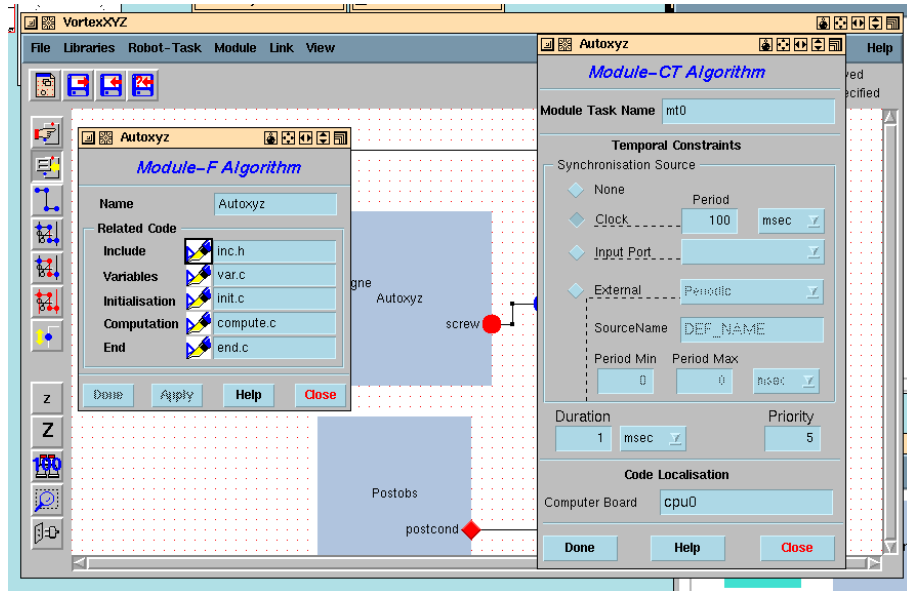 VortexXYZ
File Libraries Robot-Task Module Link View
Help
ved
ecified
Autoxyz
Module-F Algorithm
Name Autoxyz
Related Code
Include inc.h
Variables var.c
Initialisation init.c
Computation compute.c
End end.c
Done Apply Help Close
gne
Autoxyz
screw
Postobs
postcond
z
Z
100
Autoxyz
Module-CT Algorithm
Module Task Name mt0
Temporal Constraints
Synchronisation Source
None
Period
Clock 100 msec
Input Port
External Periodic
SourceName DEF_NAME
Period Min Period Max
0 0 msec
Duration Priority
1 msec 5
Code Localisation
Computer Board cpu0
Done Help Close